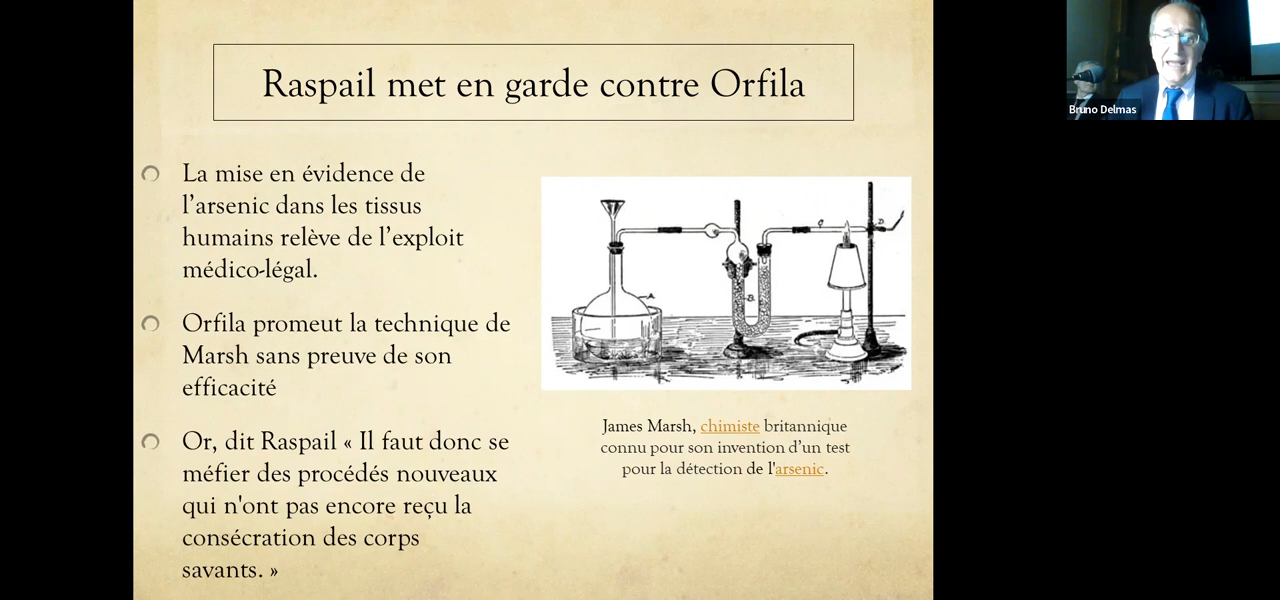 Raspail met en garde contre Orfila
La mise en évidence de
l'arsenic dans les tissus
humains relève de l'exploit
médico-légal.
Orfila promeut la technique de
Marsh sans preuve de son
efficacité
Or, dit Raspail « Il faut donc se
méfier des procédés nouveaux
qui n'ont pas encore reçu la
consécration des corps
savants. »
A
B
C
D
James Marsh, chimiste britannique
connu pour son invention d'un test
pour la détection de l'arsenic.
Bruno Delmas